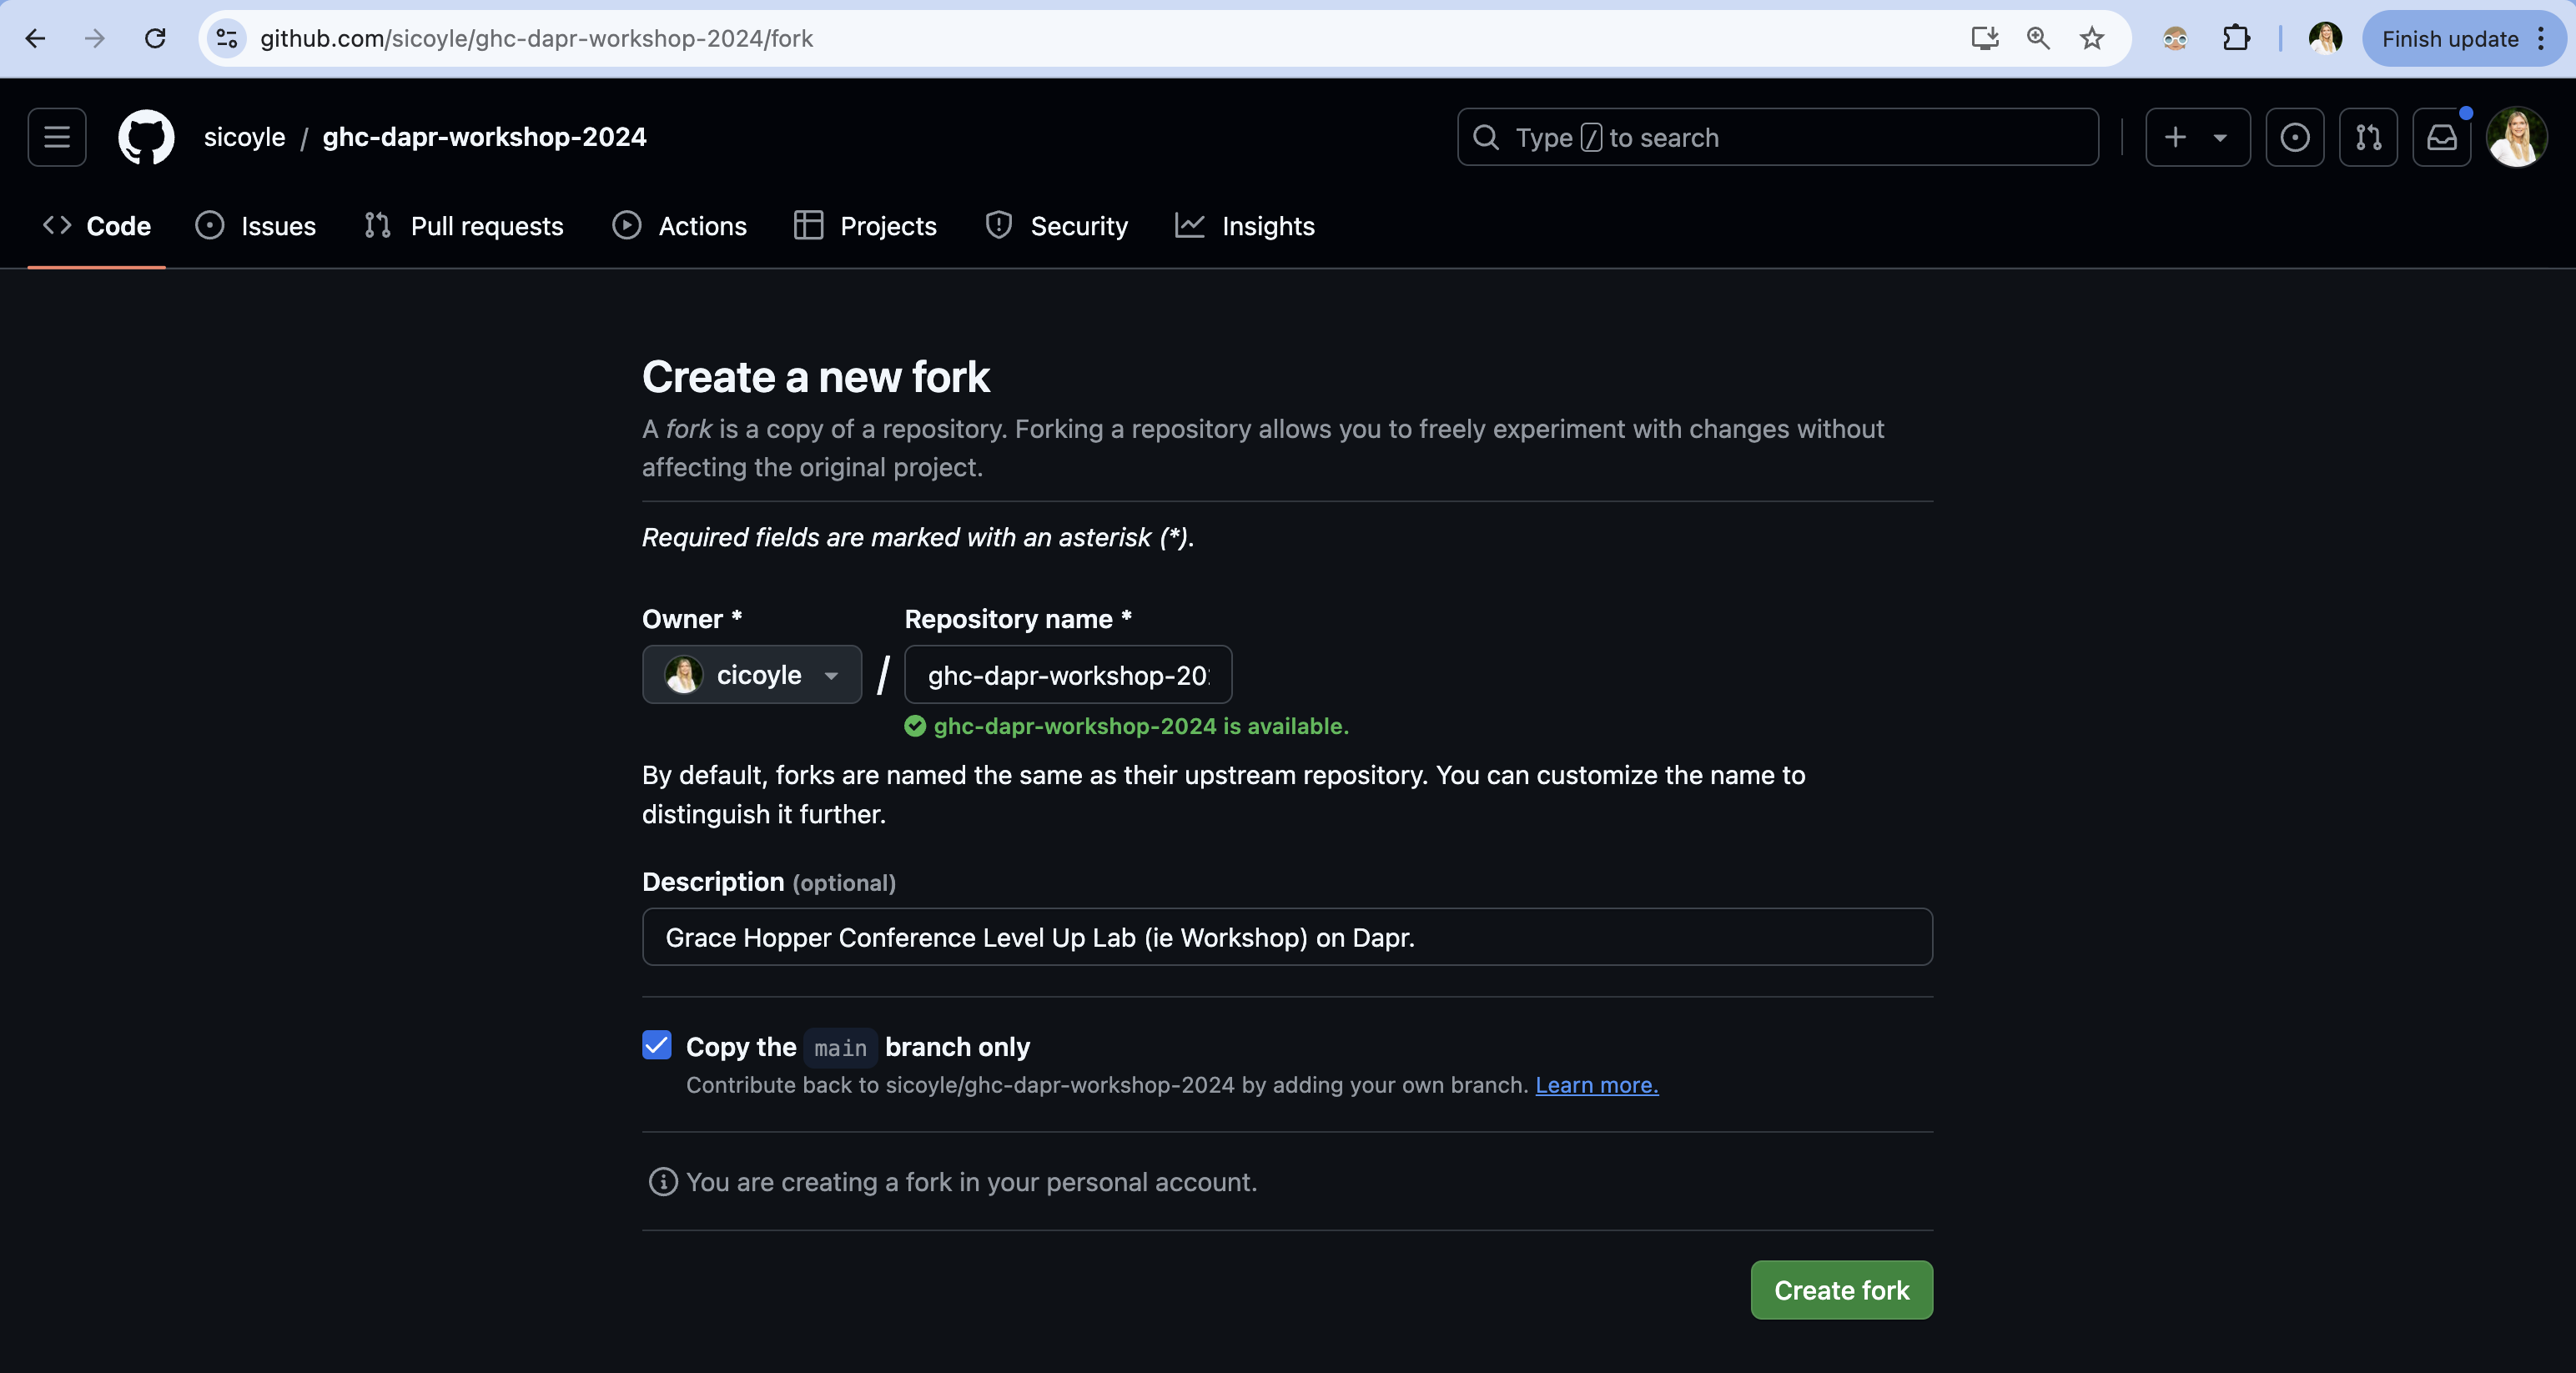 github.com/sicoyle/ghc-dapr-workshop-2024/fork
Finish update
sicoyle / ghc-dapr-workshop-2024
Type / to search
Code Issues Pull requests Actions Projects Security Insights
Create a new fork
A fork is a copy of a repository. Forking a repository allows you to freely experiment with changes without
affecting the original project.
Required fields are marked with an asterisk (*).
Owner * Repository name *
cicoyle / ghc-dapr-workshop-20
ghc-dapr-workshop-2024 is available.
By default, forks are named the same as their upstream repository. You can customize the name to
distinguish it further.
Description (optional)
Grace Hopper Conference Level Up Lab (ie Workshop) on Dapr.
Copy the main branch only
Contribute back to sicoyle/ghc-dapr-workshop-2024 by adding your own branch. Learn more.
You are creating a fork in your personal account.
Create fork